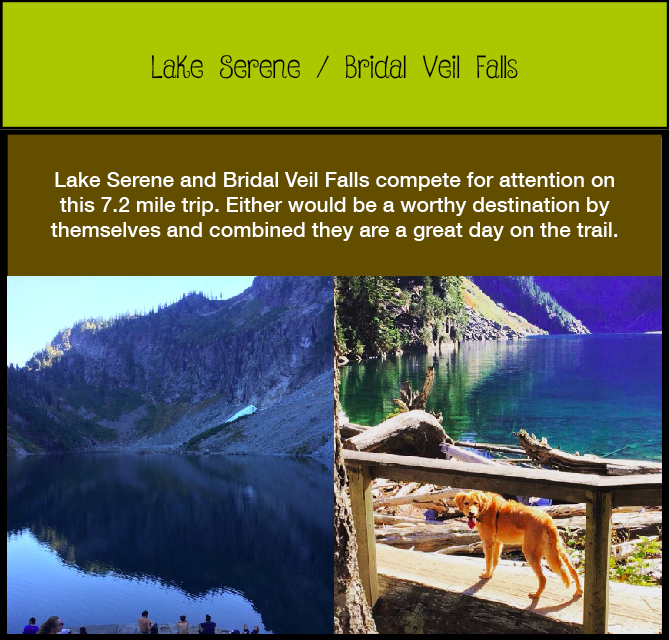 Lake Serene / Bridal Veil Falls
Lake Serene and Bridal Veil Falls compete for attention on
this 7.2 mile trip. Either would be a worthy destination by
themselves and combined they are a great day on the trail.